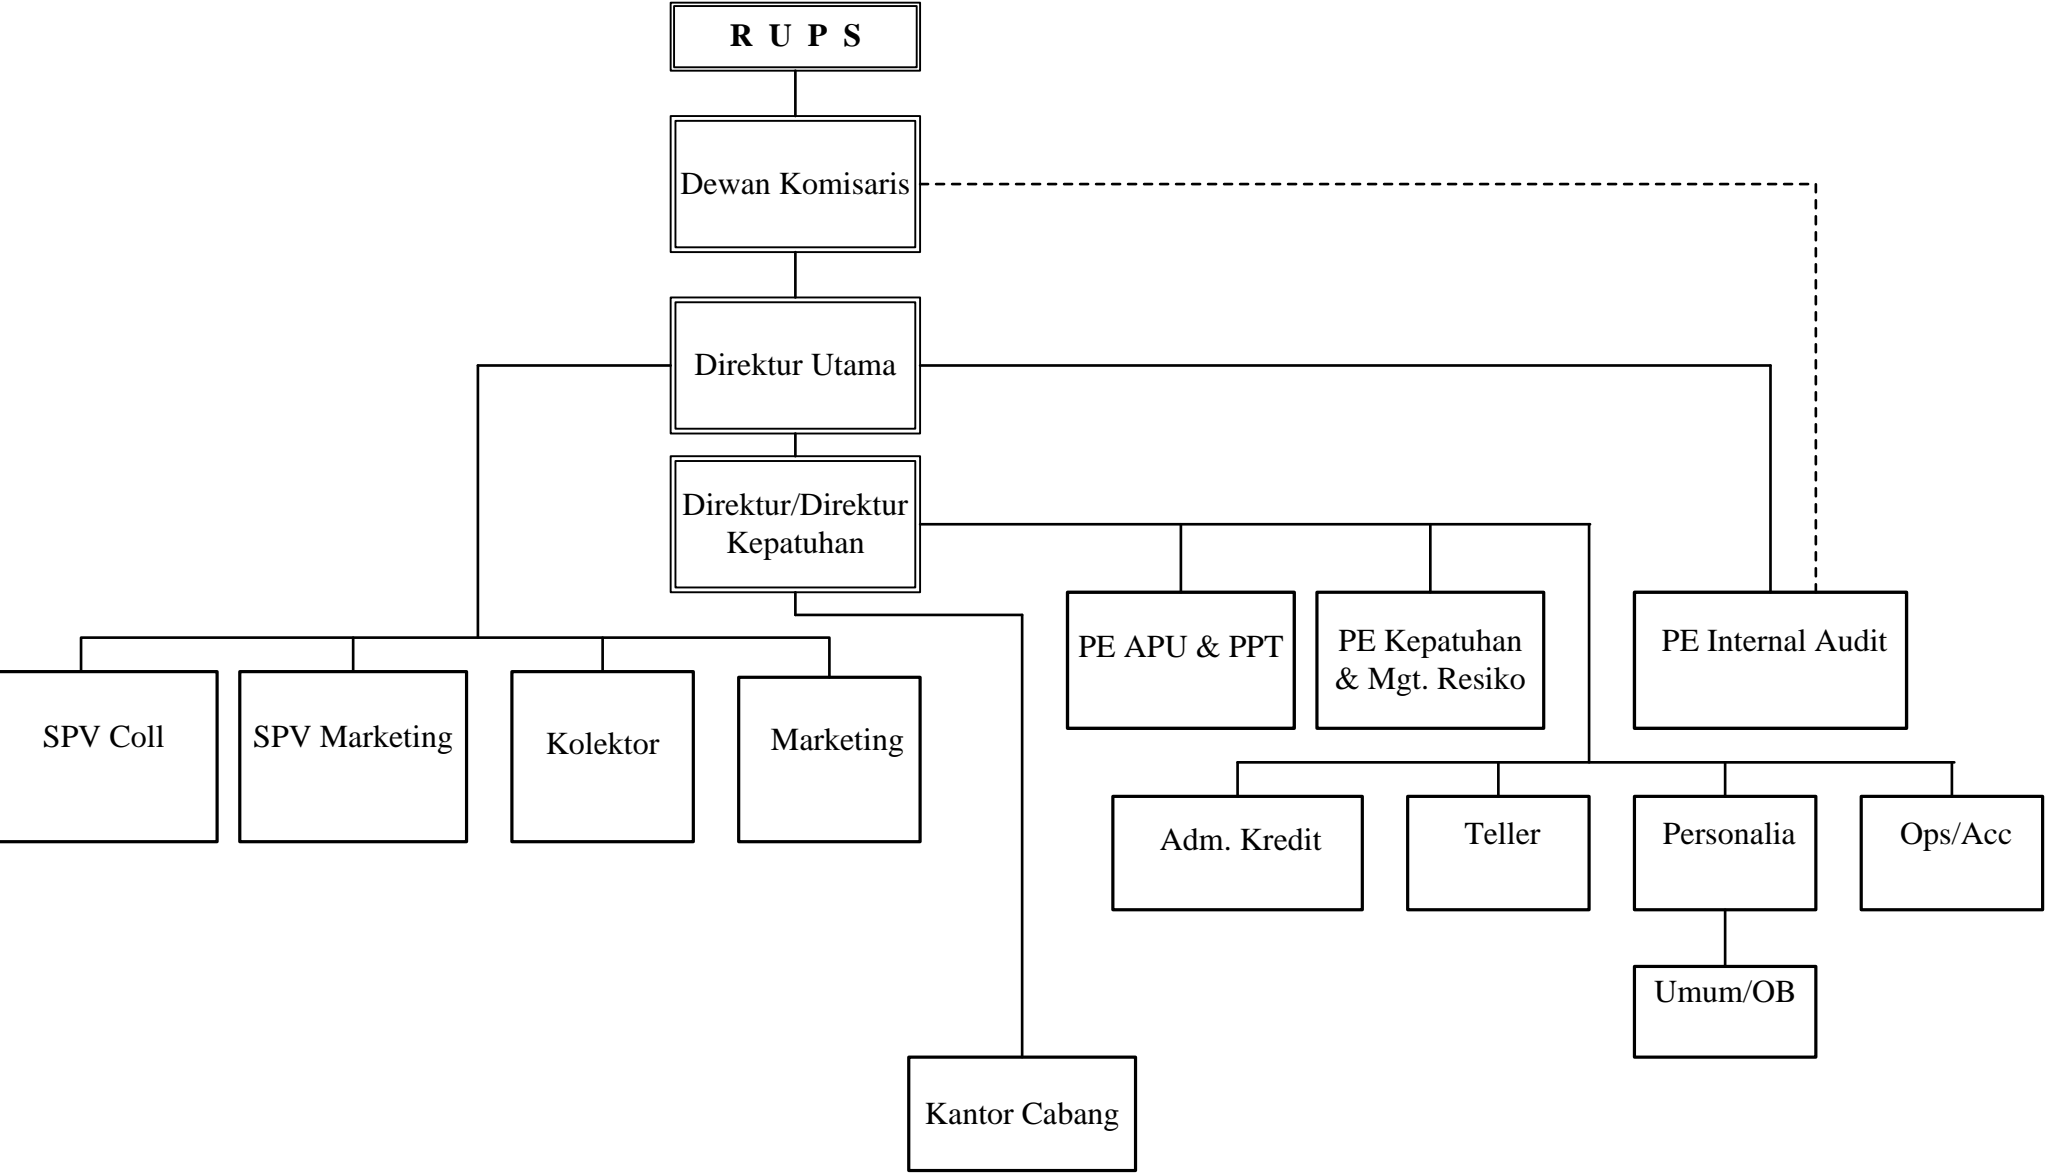 R U P S
Dewan Komisaris
Direktur Utama
Direktur/Direktur
Kepatuhan
PE APU & PPT
PE Kepatuhan
& Mgt. Resiko
PE Internal Audit
SPV Coll
SPV Marketing
Kolektor
Marketing
Adm. Kredit
Teller
Personalia
Ops/Acc
Umum/OB
Kantor Cabang